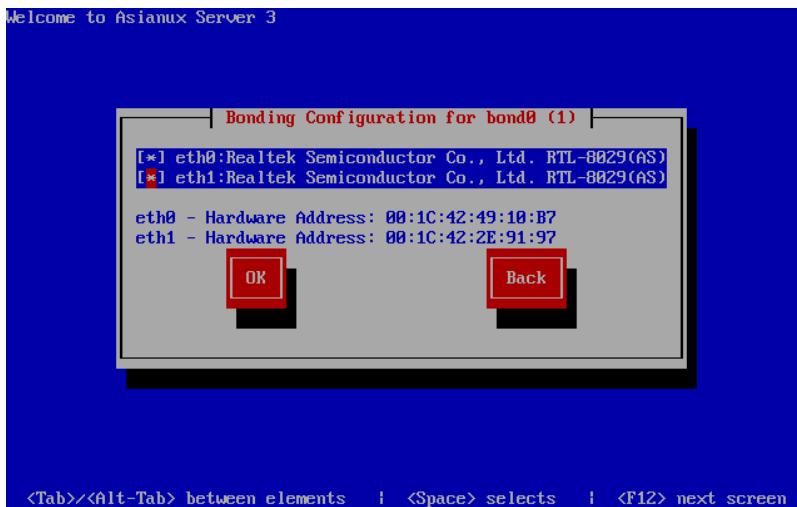 Welcome to Asianux Server 3
Bonding Configuration for bond0 (1)
[*] eth0:Realtek Semiconductor Co., Ltd. RTL-8029(AS)
[*] eth1:Realtek Semiconductor Co., Ltd. RTL-8029(AS)
eth0 - Hardware Address: 00:1C:42:49:10:B7
eth1 - Hardware Address: 00:1C:42:2E:91:97
OK Back
<Tab>/<Alt-Tab> between elements | <Space> selects | <F12> next screen